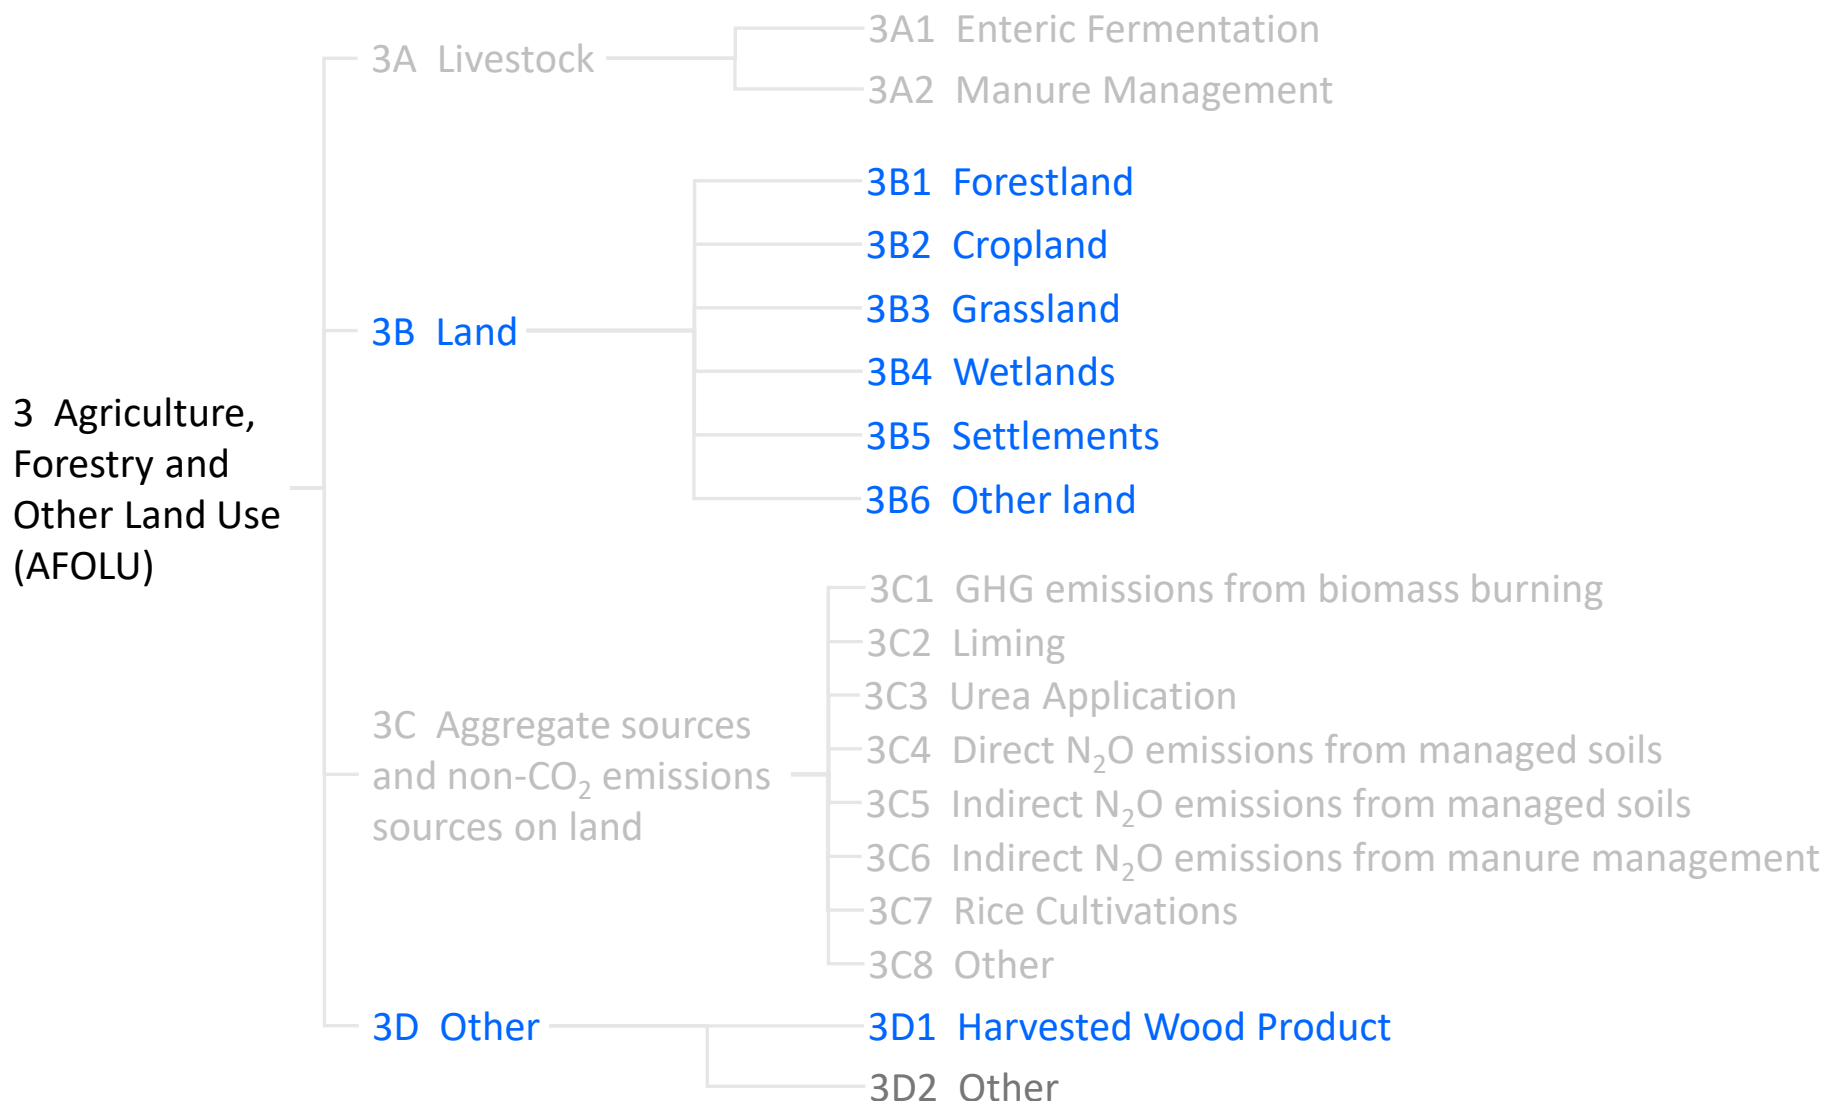 3A Livestock
3A1 Enteric Fermentation
3A2 Manure Management
3B1 Forestland
3B2 Cropland
3B3 Grassland
3B Land
3B4 Wetlands
3B5 Settlements
3B6 Other land
3 Agriculture,
Forestry and
Other Land Use
(AFOLU)
3C1 GHG emissions from biomass burning
3C2 Liming
3C3 Urea Application
3C Aggregate sources
and non-CO₂ emissions
sources on land
3C4 Direct N₂O emissions from managed soils
3C5 Indirect N₂O emissions from managed soils
3C6 Indirect N₂O emissions from manure management
3C7 Rice Cultivations
3C8 Other
3D Other
3D1 Harvested Wood Product
3D2 Other